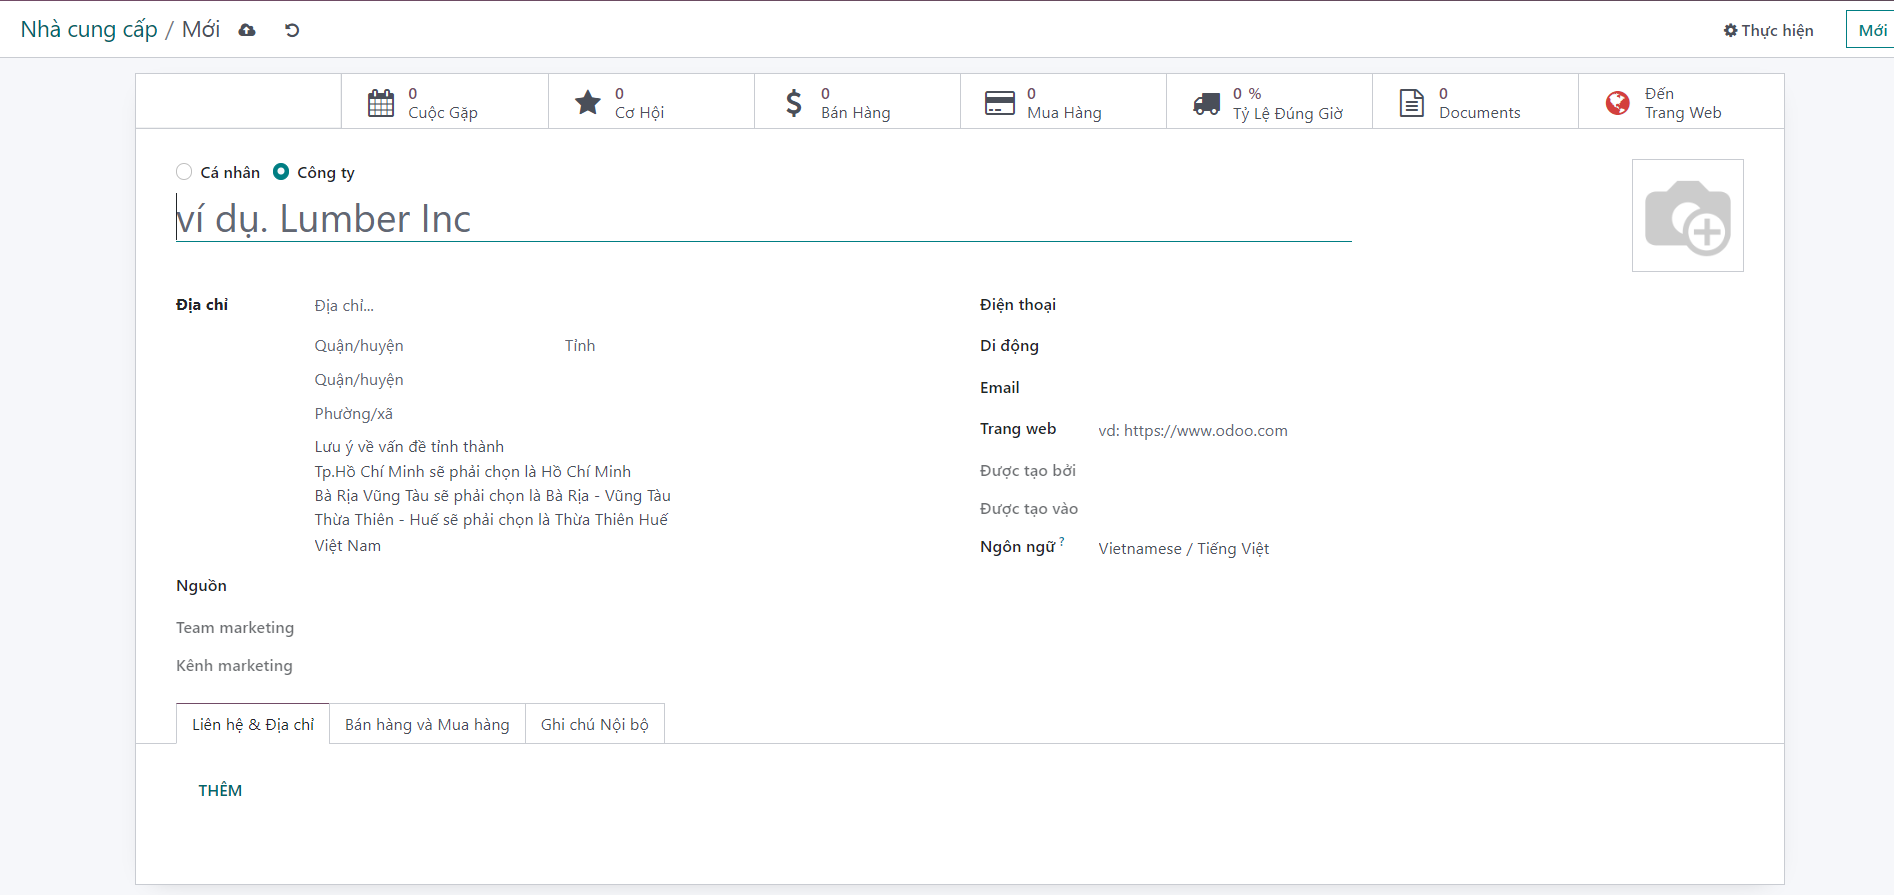 Nhà cung cấp / Mới
Thực hiện
Mới
0
Cuộc Gặp
0
Cơ Hội
0
Bán Hàng
0
Mua Hàng
0 %
Tỷ Lệ Đúng Giờ
0
Documents
Đến
Trang Web
Cá nhân Công ty
ví dụ. Lumber Inc
Địa chỉ
Địa chỉ...
Quận/huyện Tỉnh
Quận/huyện
Phường/xã
Lưu ý về vấn đề tỉnh thành
Tp.Hồ Chí Minh sẽ phải chọn là Hồ Chí Minh
Bà Rịa Vũng Tàu sẽ phải chọn là Bà Rịa - Vũng Tàu
Thừa Thiên - Huế sẽ phải chọn là Thừa Thiên Huế
Việt Nam
Nguồn
Team marketing
Kênh marketing
Điện thoại
Di động
Email
Trang web vd: https://www.odoo.com
Được tạo bởi
Được tạo vào
Ngôn ngữ ? Vietnamese / Tiếng Việt
Liên hệ & Địa chỉ Bán hàng và Mua hàng Ghi chú Nội bộ
THÊM